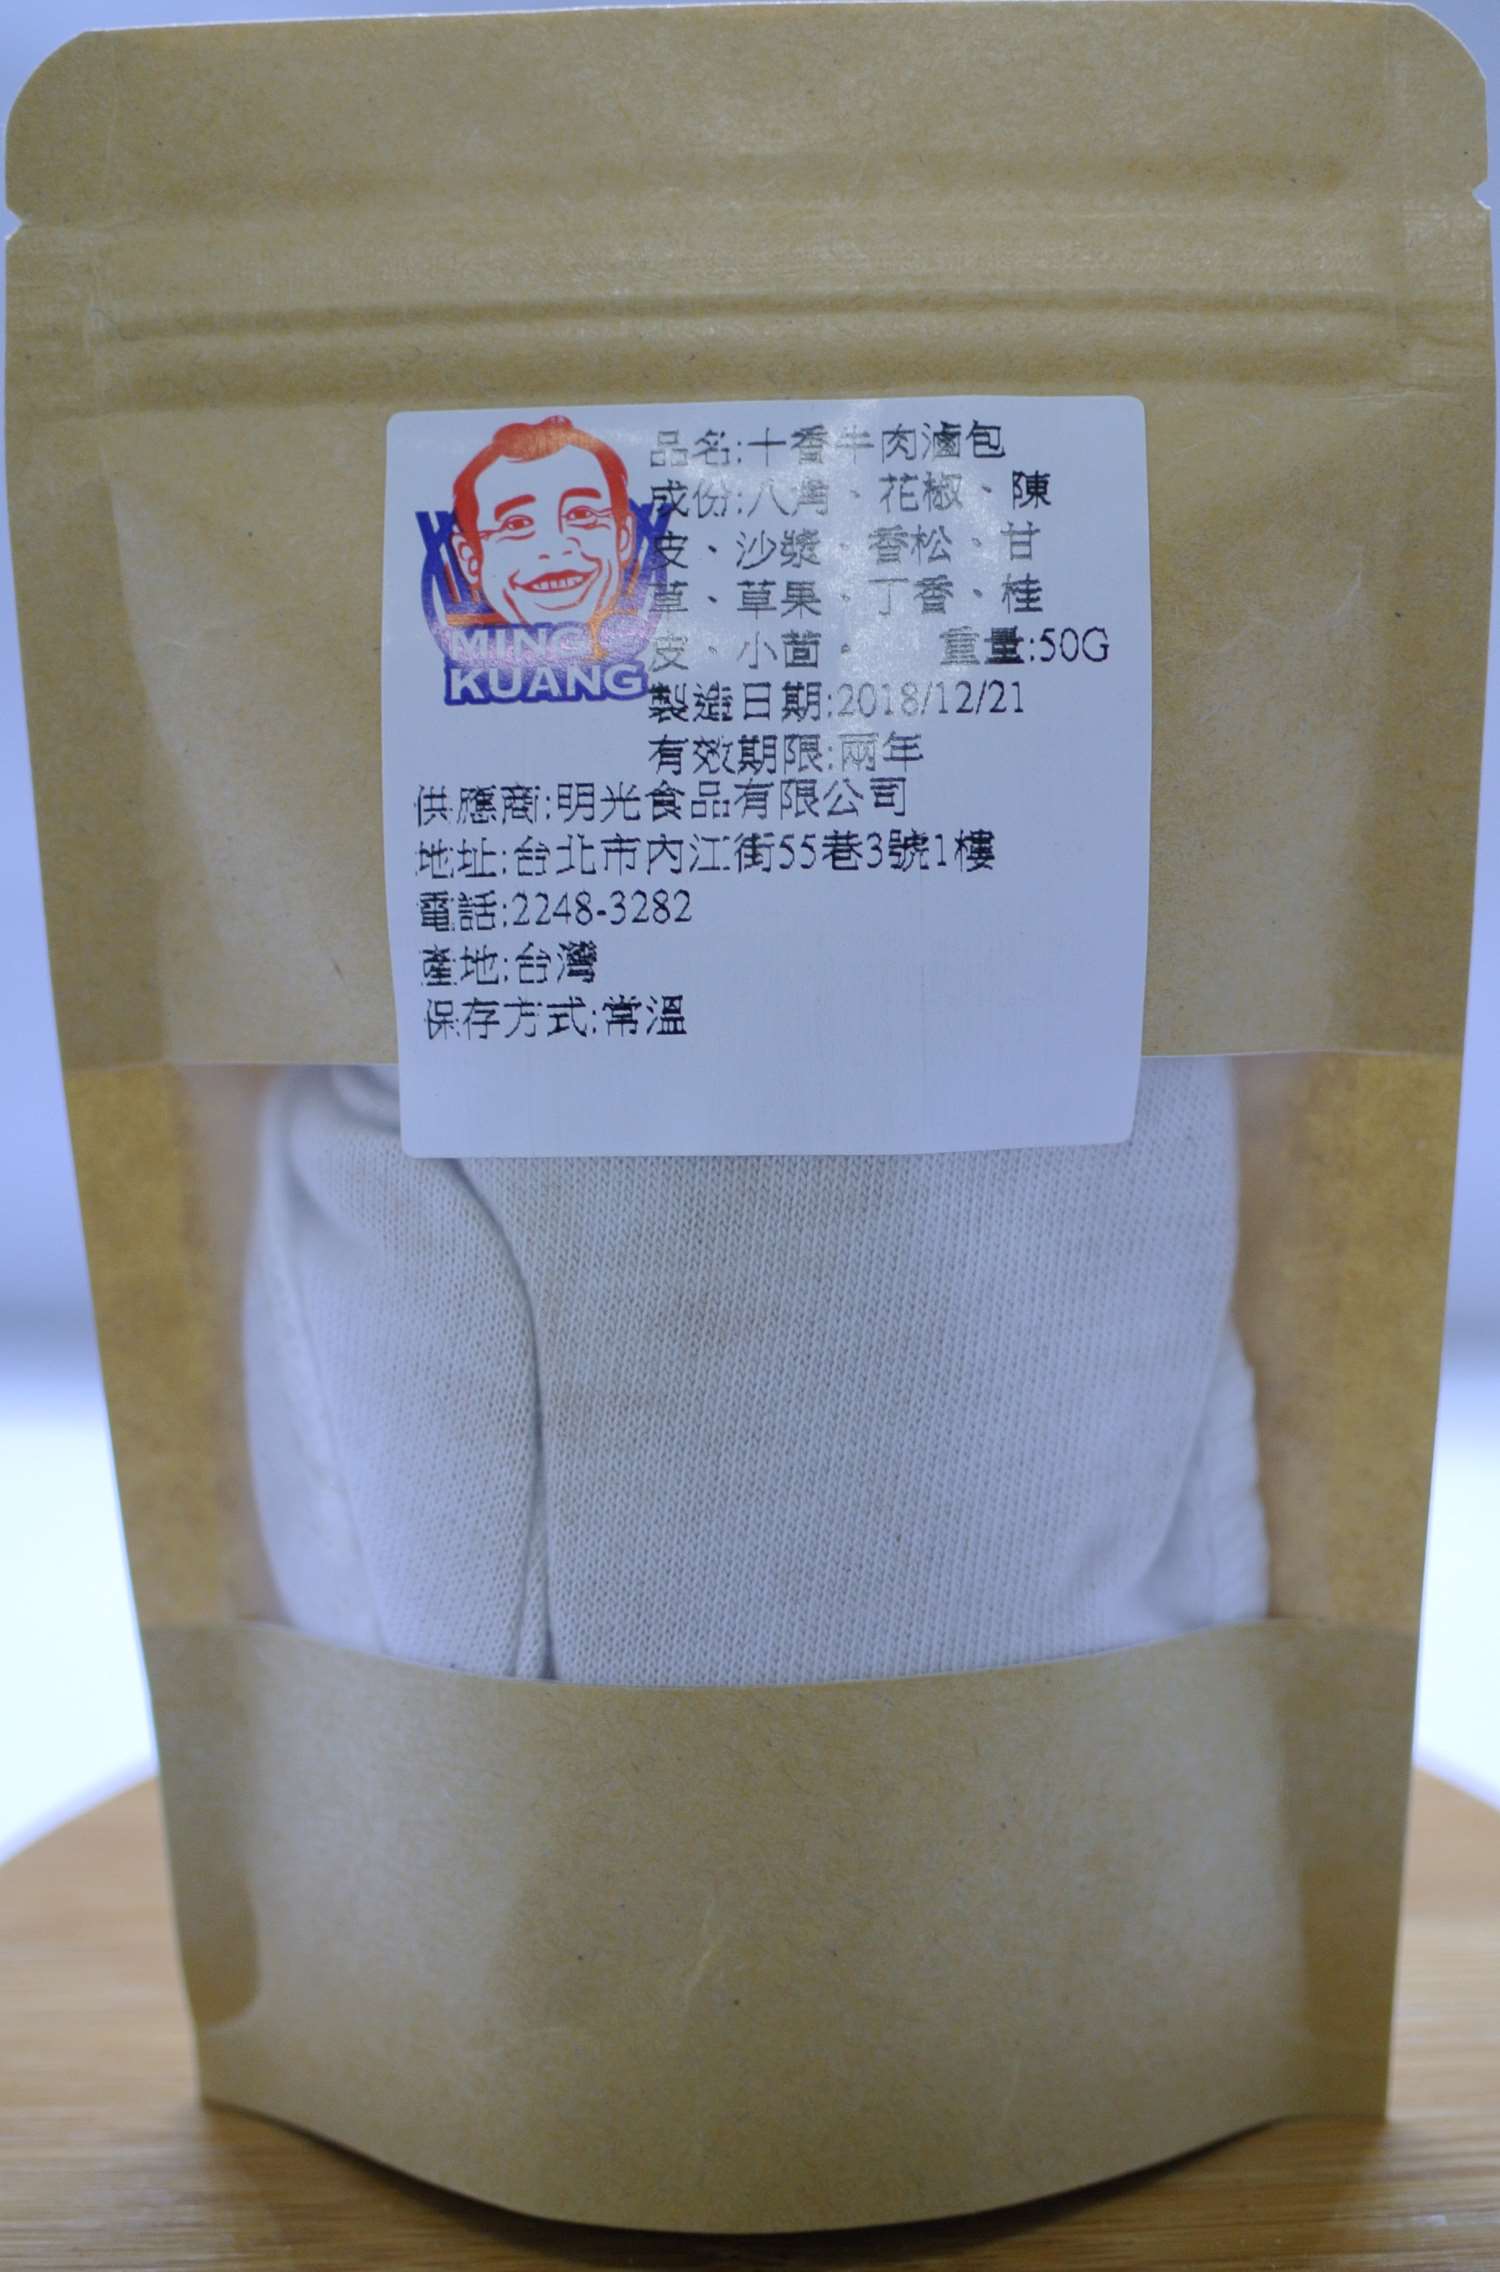 MING
KUANG
品名:十香牛肉滷包
成份:八角、花椒、陳
皮、沙漿、香松、甘
草、草果、丁香、桂
皮、小茴。 重量:50G
製造日期:2018/12/21
有效期限:兩年
供應商:明光食品有限公司
地址:台北市內江街55巷3號1樓
電話:2248-3282
產地:台灣
保存方式:常溫